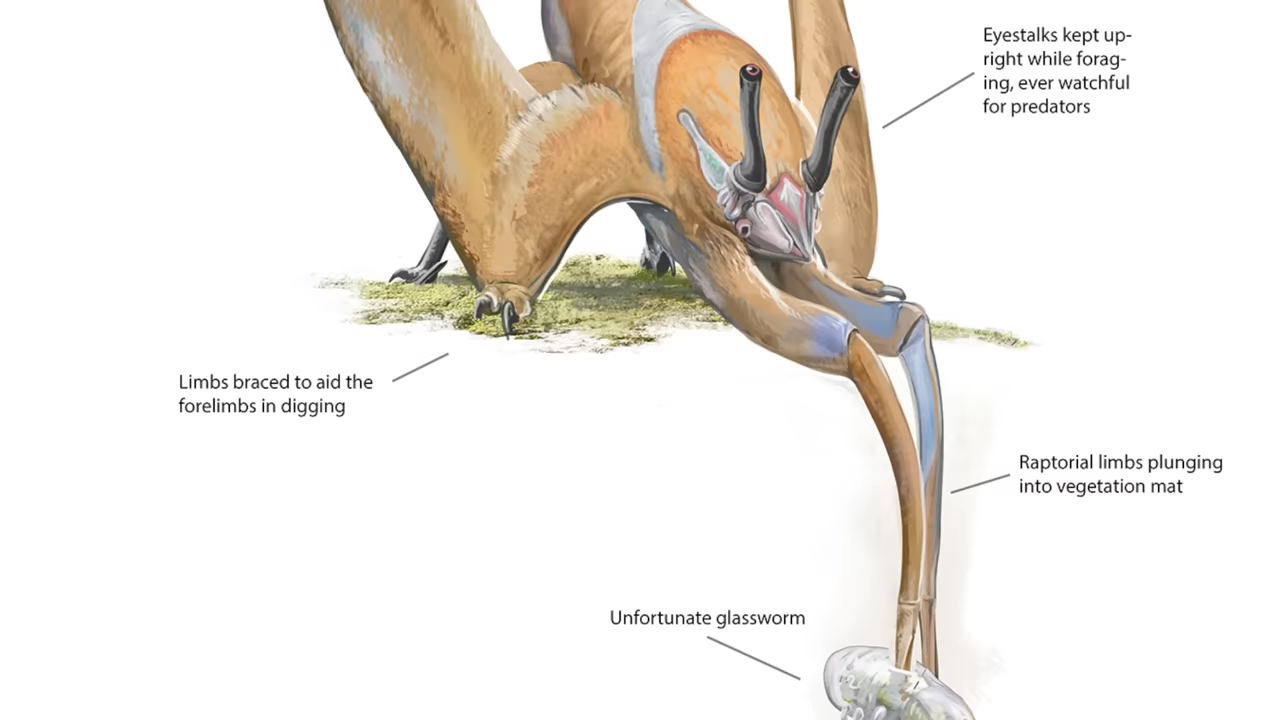 Eyestalks kept up-
right while forag-
ing, ever watchful
for predators
Limbs braced to aid the
forelimbs in digging
Raptorial limbs plunging
into vegetation mat
Unfortunate glassworm